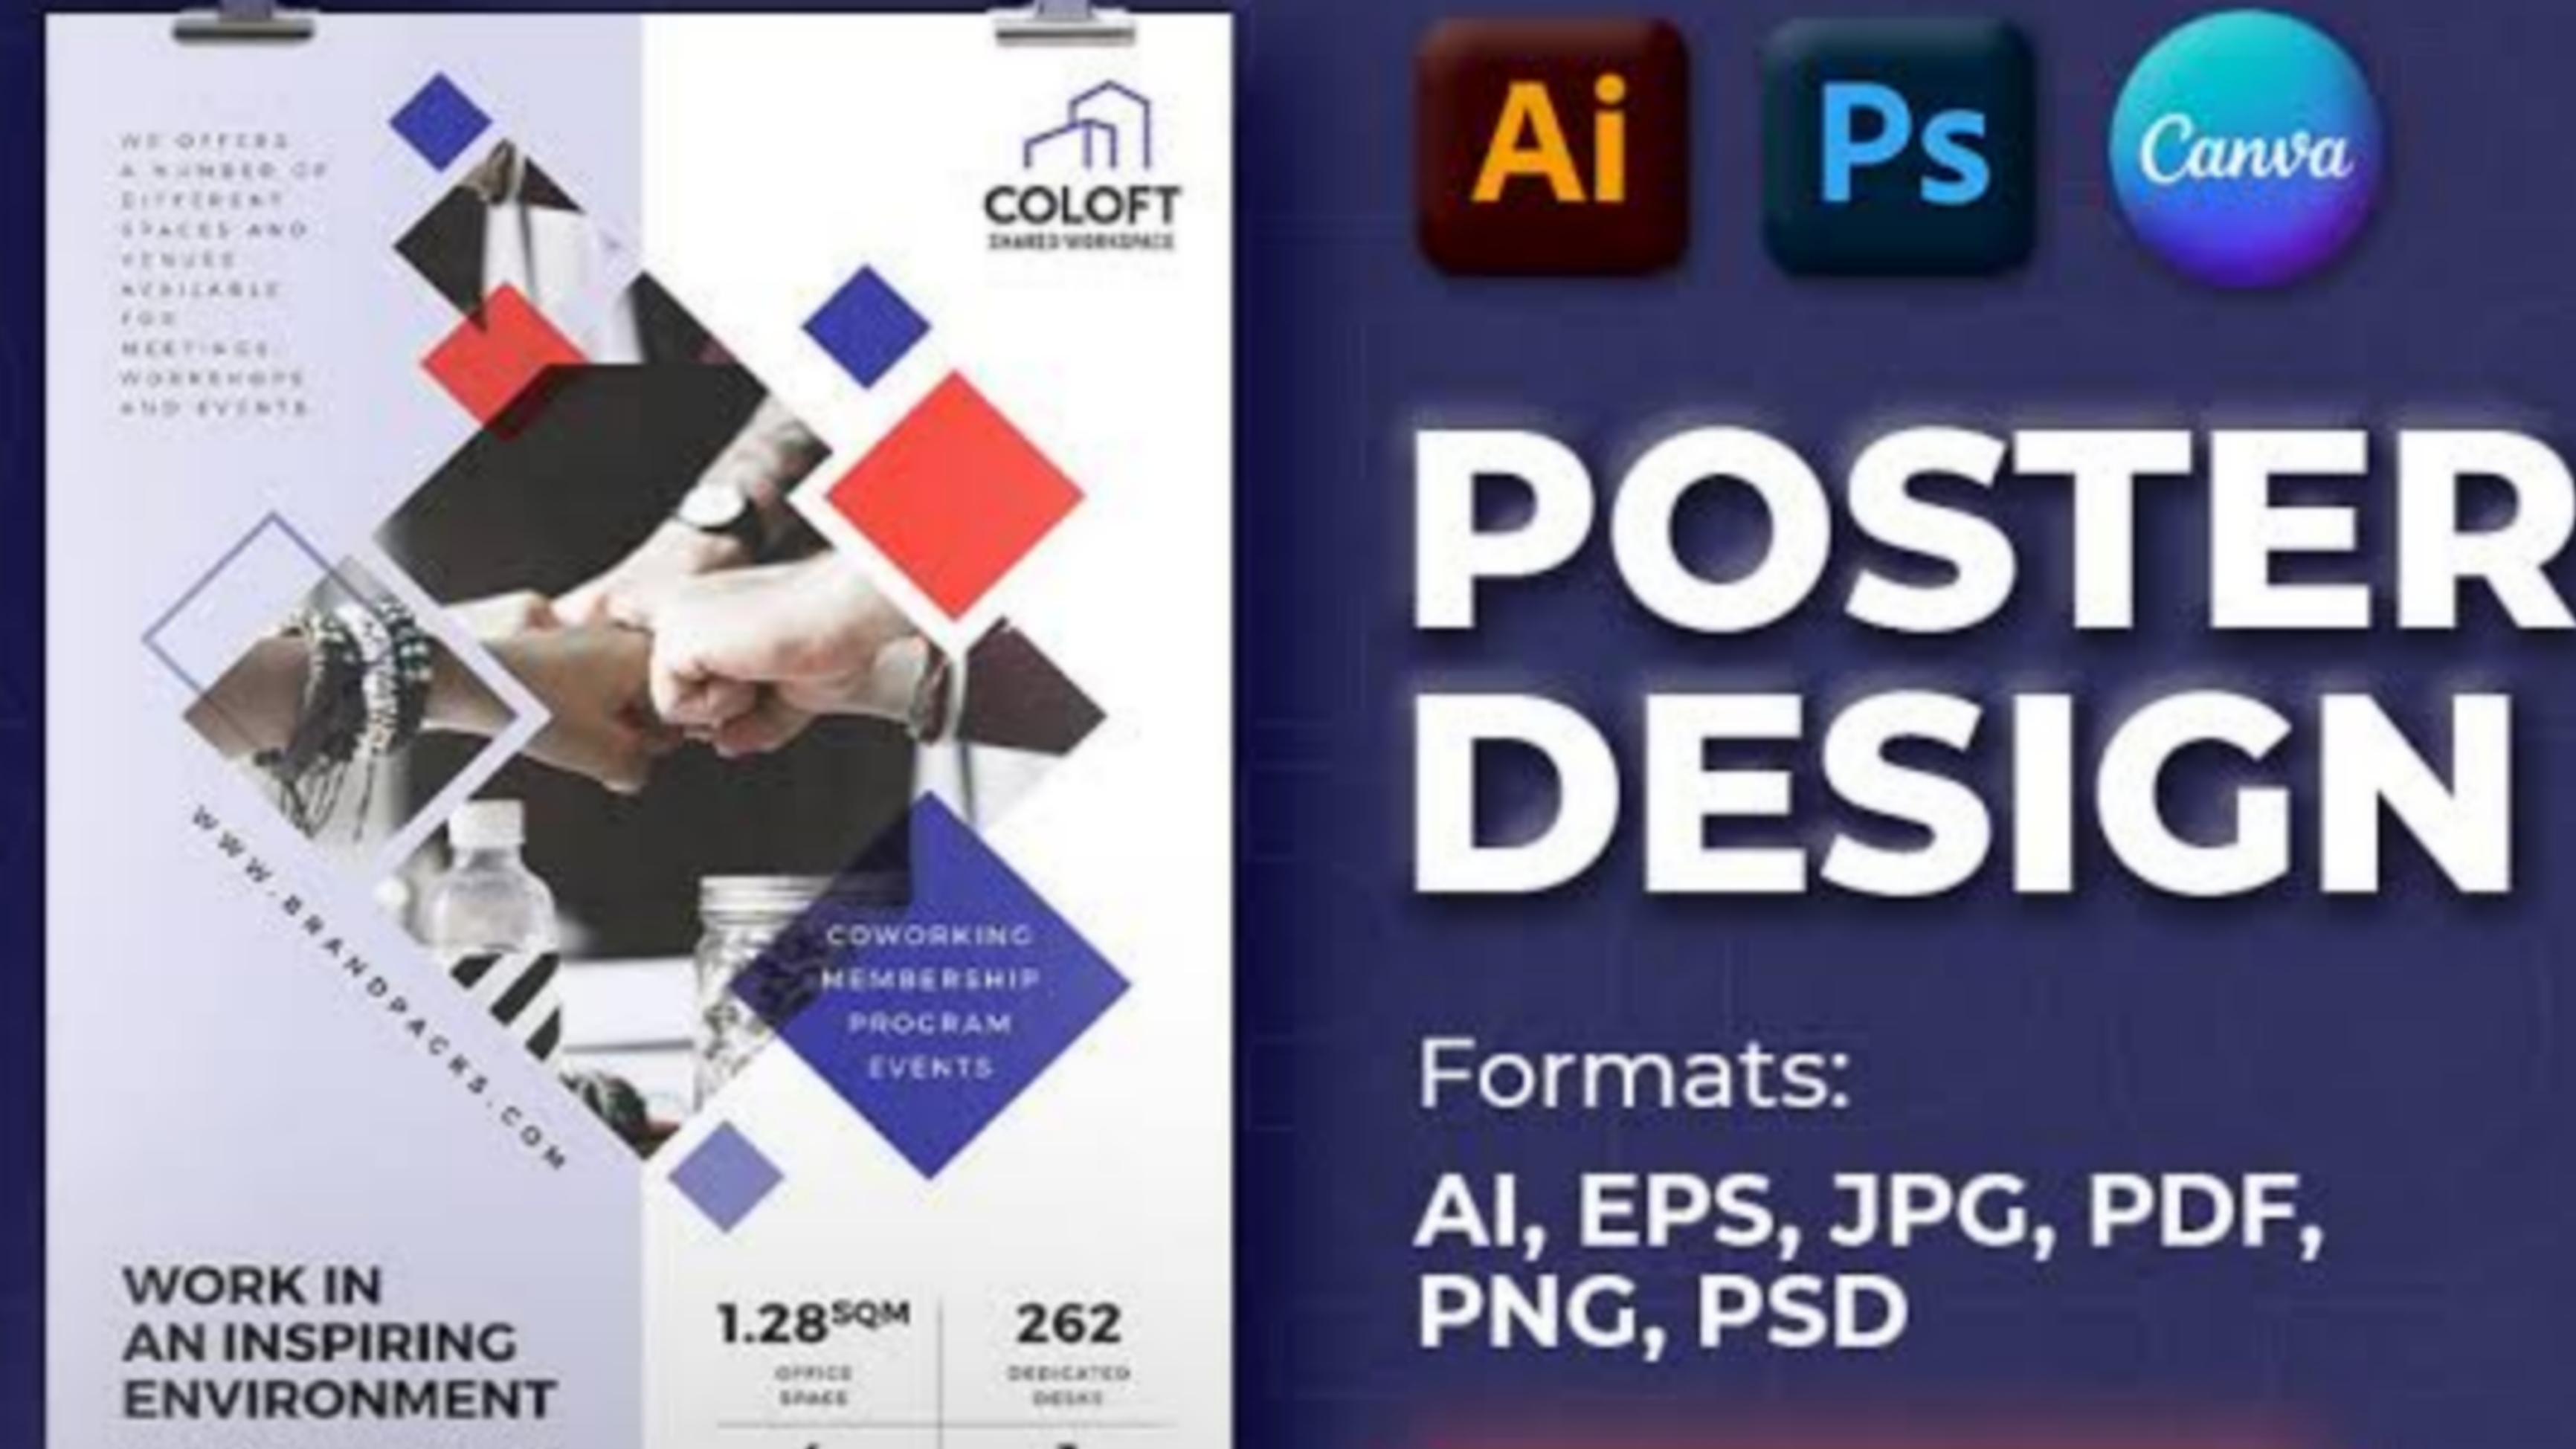 WE OFFERS
A NUMBER OF
DIFFERENT
SPACES AND
VENUES
AVAILABLE
FOR
MEETINGS,
WORKSHOPS
AND EVENTS.
COLOFT
SHARED WORKSPACE
WWW.BRANDPACKS.COM
COWORKING
MEMBERSHIP
PROGRAM
EVENTS
WORK IN
AN INSPIRING
ENVIRONMENT
1.28 SQM
OFFICE
SPACE
262
DEDICATED
DESKS
Ai
Ps
Canva
POSTER
DESIGN
Formats:
AI, EPS, JPG, PDF,
PNG, PSD